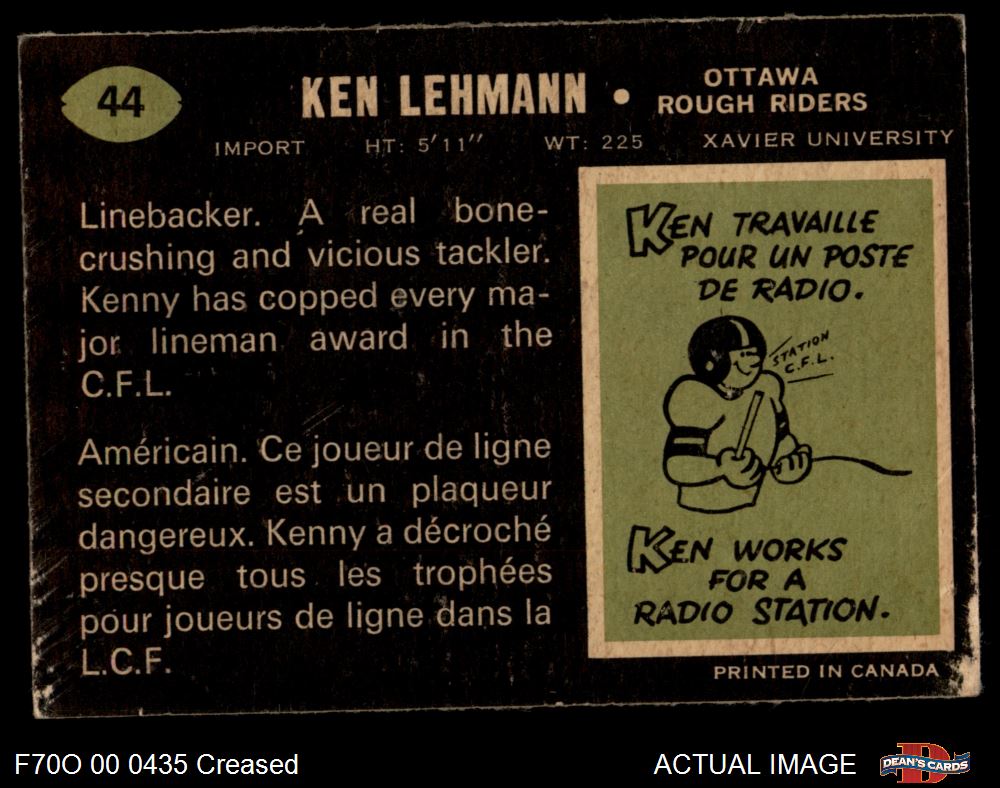 44
KEN LEHMANN •
OTTAWA
ROUGH RIDERS
IMPORT HT: 5'11" WT: 225 XAVIER UNIVERSITY
Linebacker. A real bone-
crushing and vicious tackler.
Kenny has copped every ma-
jor lineman award in the
C.F.L.
Américain. Ce joueur de ligne
secondaire est un plaqueur
dangereux. Kenny a décroché
presque tous les trophées
pour joueurs de ligne dans la
L.C.F.
KEN TRAVAILLE
POUR UN POSTE
DE RADIO.
STATION
C.F.L.
KEN WORKS
FOR A
RADIO STATION.
PRINTED IN CANADA
F70O 00 0435 Creased
ACTUAL IMAGE
D
DEAN'S CARDS